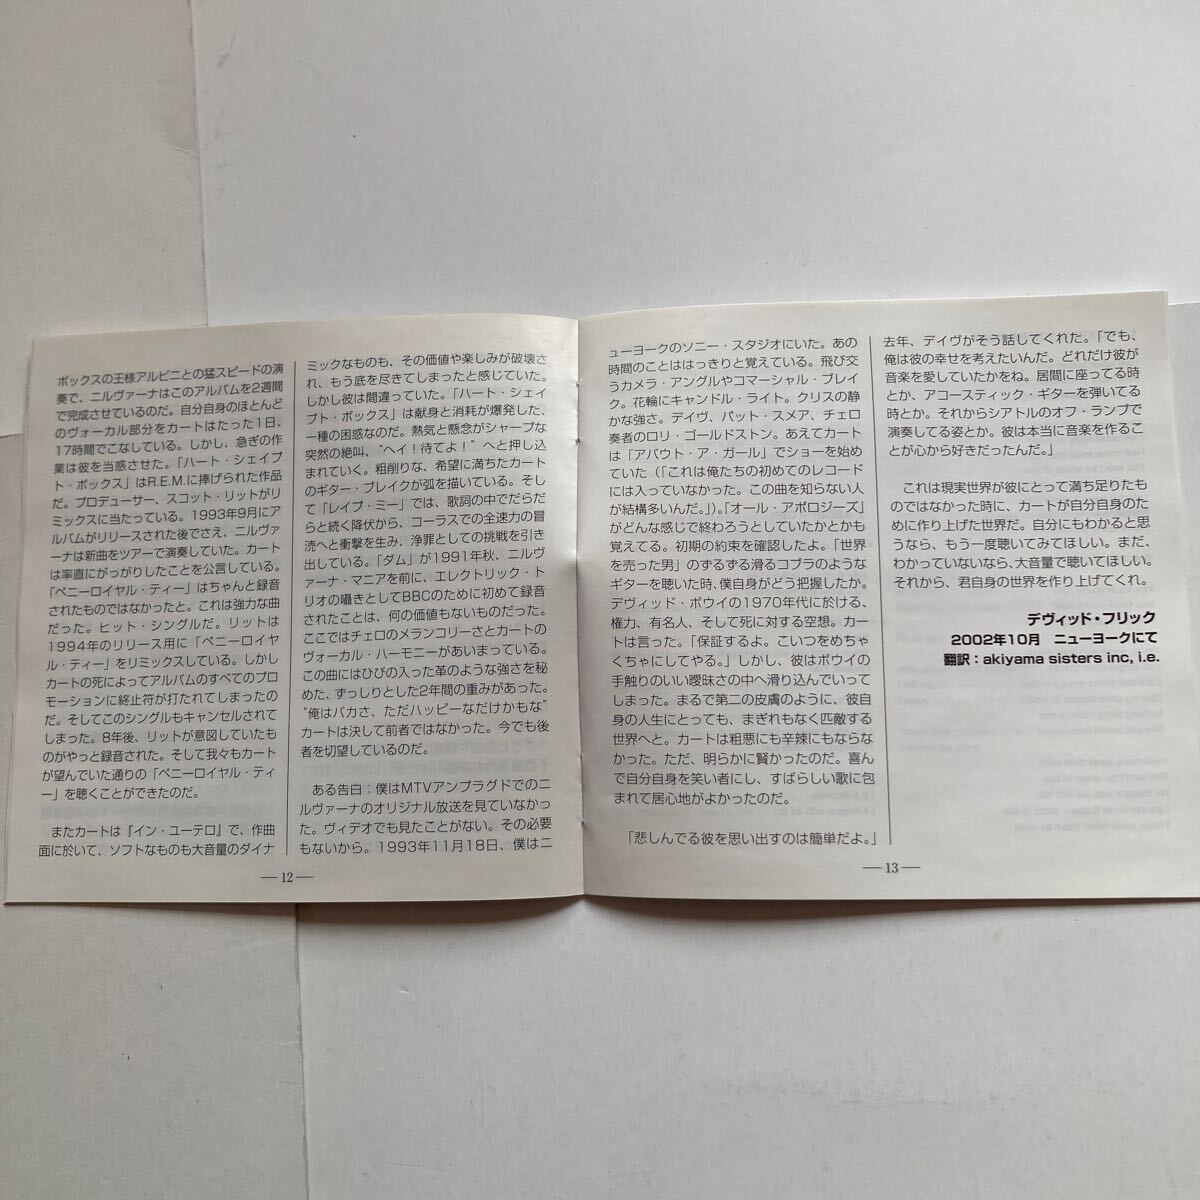 ボックスの王様アルビニとの猛スピードの演
奏で、ニルヴァーナはこのアルバムを2週間
で完成させているのだ。自分自身のほとんど
のヴォーカル部分をカートはたった1日、
17時間でこなしている。しかし、急ぎの作
業は彼を当惑させた。「ハート・シェイプ
ト・ボックス」はR.E.M.に捧げられた作品
だ。プロデューサー、スコット・リットがリ
ミックスに当たっている。1993年9月にア
ルバムがリリースされた後でさえ、ニルヴァ
ーナは新曲をツアーで演奏していた。カート
は率直にがっがりしたことを公言している。
「ペニーロイヤル・ティー」はちゃんと録音
されたものではなかったと。これは強力な曲
だった。ヒット・シングルだ。リットは
1994年のリリース用に「ペニーロイヤ
ル・ティー」をリミックスしている。しかし
カートの死によってアルバムのすべてのプロ
モーションに終止符が打たれてしまったの
だ。そしてこのシングルもキャンセルされて
しまった。8年後、リットが意図していたも
のがやっと録音された。そして我々もカート
が望んでいた通りの「ペニーロイヤル・ティ
ー」を聴くことができたのだ。
またカートは『イン・ユーテロ』で、作曲
面に於いて、ソフトなものも大音量のダイナ
ミックなものも、その価値や楽しみが破壊さ
れ、もう底を尽きてしまったと感じていた。
しかし彼は間違っていた。「ハート・シェイ
プト・ボックス」は献身と消耗が爆発した、
一種の困惑なのだ。熱気と懸念がシャープな
突然の絶叫、“ヘイ！待てよ！”へと押し込
まれていく。粗削りな、希望に満ちたカート
のギター・ブレイクが弧を描いている。そし
て「レイプ・ミー」では、歌詞の中でだらだ
らと続く降伏から、コーラスでの全速力の冒
涜へと衝撃を生み、浄罪としての挑戦を引き
出している。「ダム」が1991年秋、ニルヴ
ァーナ・マニアを前に、エレクトリック・ト
リオの囁きとしてBBCのために初めて録音
されたことは、何の価値もないものだった。
ここではチェロのメランコリーさとカートの
ヴォーカル・ハーモニーがあいまっている。
この曲にはひびの入った革のような強さを秘
めた、ずっしりとした2年間の重みがあった。
“俺はバカさ、ただハッピーなだけかもな”
カートは決して前者ではなかった。今でも後
者を切望しているのだ。
ある告白：僕はMTVアンプラグドでのニ
ルヴァーナのオリジナル放送を見ていなかっ
た。ヴィデオでも見たことがない。その必要
もないから。1993年11月18日、僕はニ
— 12 —
ューヨークのソニー・スタジオにいた。あの
時間のことははっきりと覚えている。飛び交
うカメラ・アングルやコマーシャル・ブレイ
ク。花輪にキャンドル・ライト。クリスの静
かな強さ。デイヴ、パット・スメア、チェロ
奏者のロリ・ゴールドストン。あえてカート
は「アバウト・ア・ガール」でショーを始め
ていた（「これは俺たちの初めてのレコード
には入っていなかった。この曲を知らない人
が結構多いんだ。」）。「オール・アポロジーズ」
がどんな感じで終わろうとしていたかとかも
覚えてる。初期の約束を確認したよ。「世界
を売った男」のずるずる滑るコブラのような
ギターを聴いた時、僕自身がどう把握したか。
デヴィッド・ボウイの1970年代に於ける、
権力、有名人、そして死に対する空想。カー
トは言った。「保証するよ。こいつをめちゃ
くちゃにしてやる。」しかし、彼はボウイの
手触りのいい曖昧さの中へ滑り込んでいって
しまった。まるで第二の皮膚のように、彼自
身の人生にとっても、まぎれもなく匹敵する
世界へと。カートは粗悪にも辛辣にもならな
かった。ただ、明らかに賢かったのだ。喜ん
で自分自身を笑い者にし、すばらしい歌に包
まれて居心地がよかったのだ。
「悲しんでる彼を思い出すのは簡単だよ。」
— 13 —
去年、デイヴがそう話してくれた。「でも、
俺は彼の幸せを考えたいんだ。どれだけ彼が
音楽を愛していたかをね。居間に座ってる時
とか、アコースティック・ギターを弾いてる
時とか。それからシアトルのオフ・ランプで
演奏してる姿とか。彼は本当に音楽を作るこ
とが心から好きだったんだ。」
これは現実世界が彼にとって満ち足りたも
のではなかった時に、カートが自分自身のた
めに作り上げた世界だ。自分にもわかると思
うなら、もう一度聴いてみてほしい。まだ、
わかっていないなら、大音量で聴いてほしい。
それから、君自身の世界を作り上げてくれ。
デヴィッド・フリック
2002年10月　ニューヨークにて
翻訳：akiyama sisters inc, i.e.